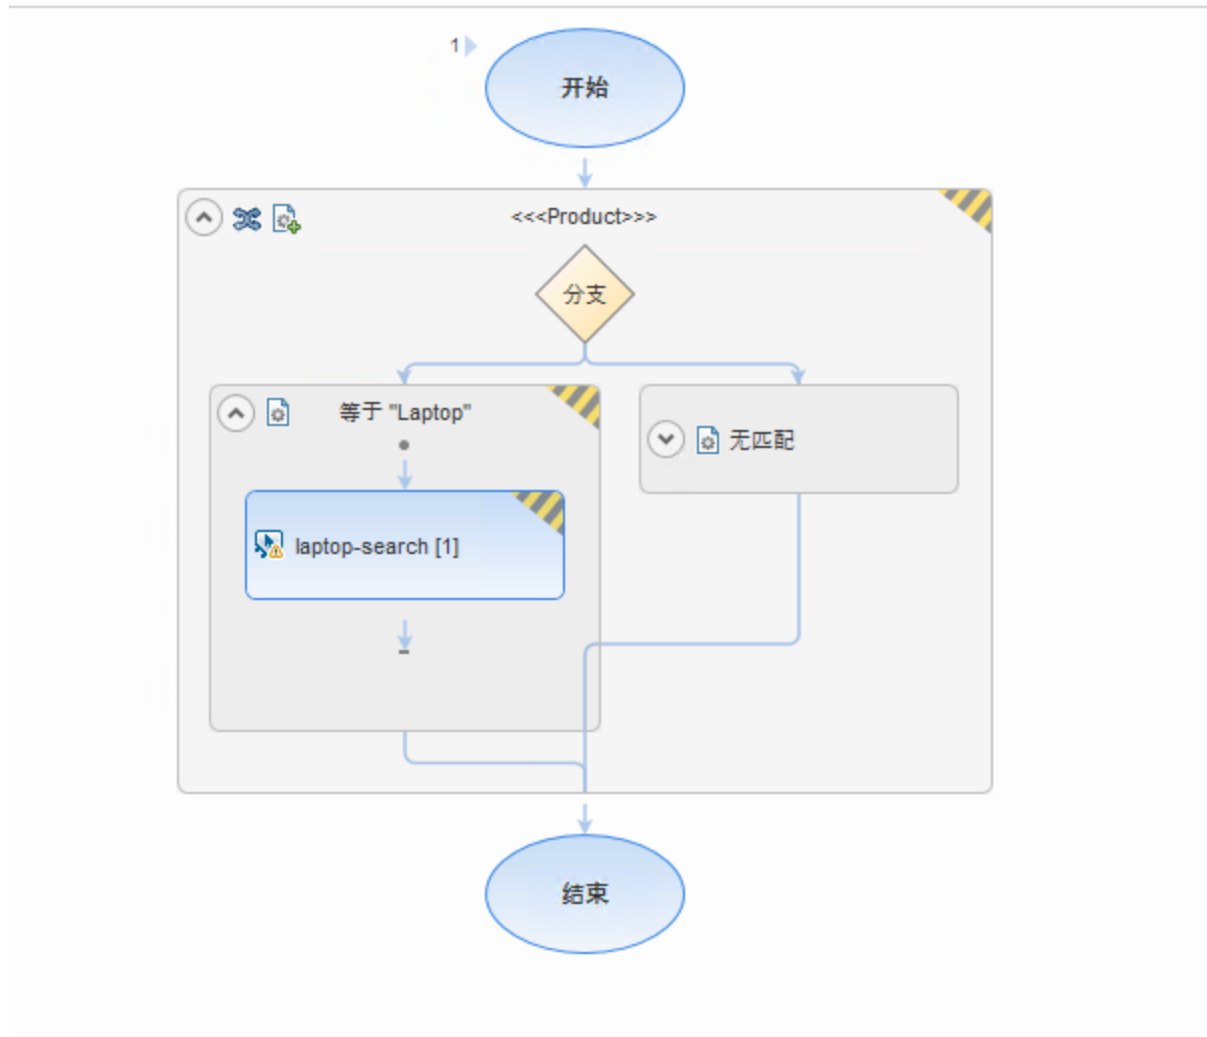 1
开始
<<<Product>>>
分支
等于 "Laptop"
无匹配
laptop-search [1]
结束